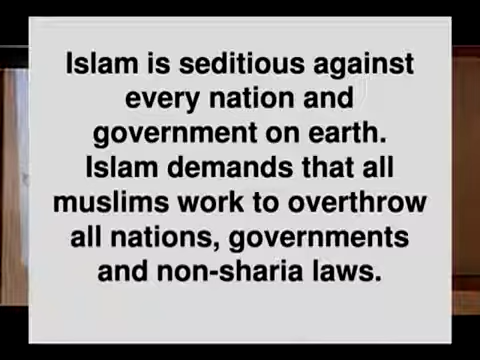 Islam is seditious against
every nation and
government on earth.
Islam demands that all
muslims work to overthrow
all nations, governments
and non-sharia laws.